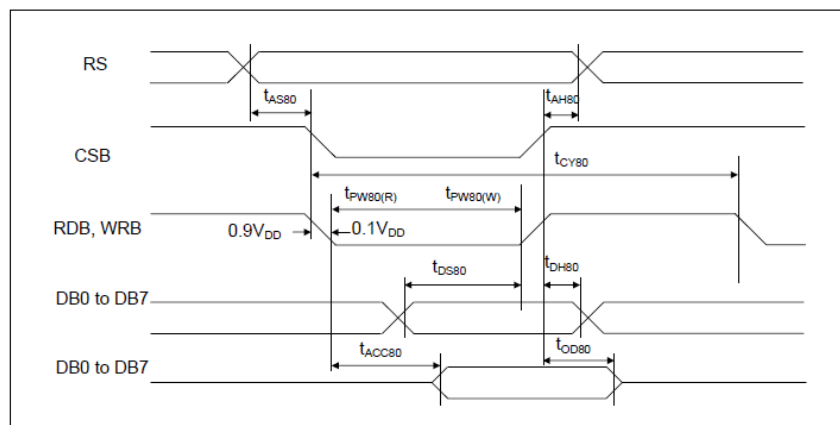 RS
tAS80
tAH80
CSB
tCY80
tPW80(R) tPW80(W)
RDB, WRB
0.9VDD 0.1VDD
tDS80 tDH80
DB0 to DB7
tACC80 tOD80
DB0 to DB7